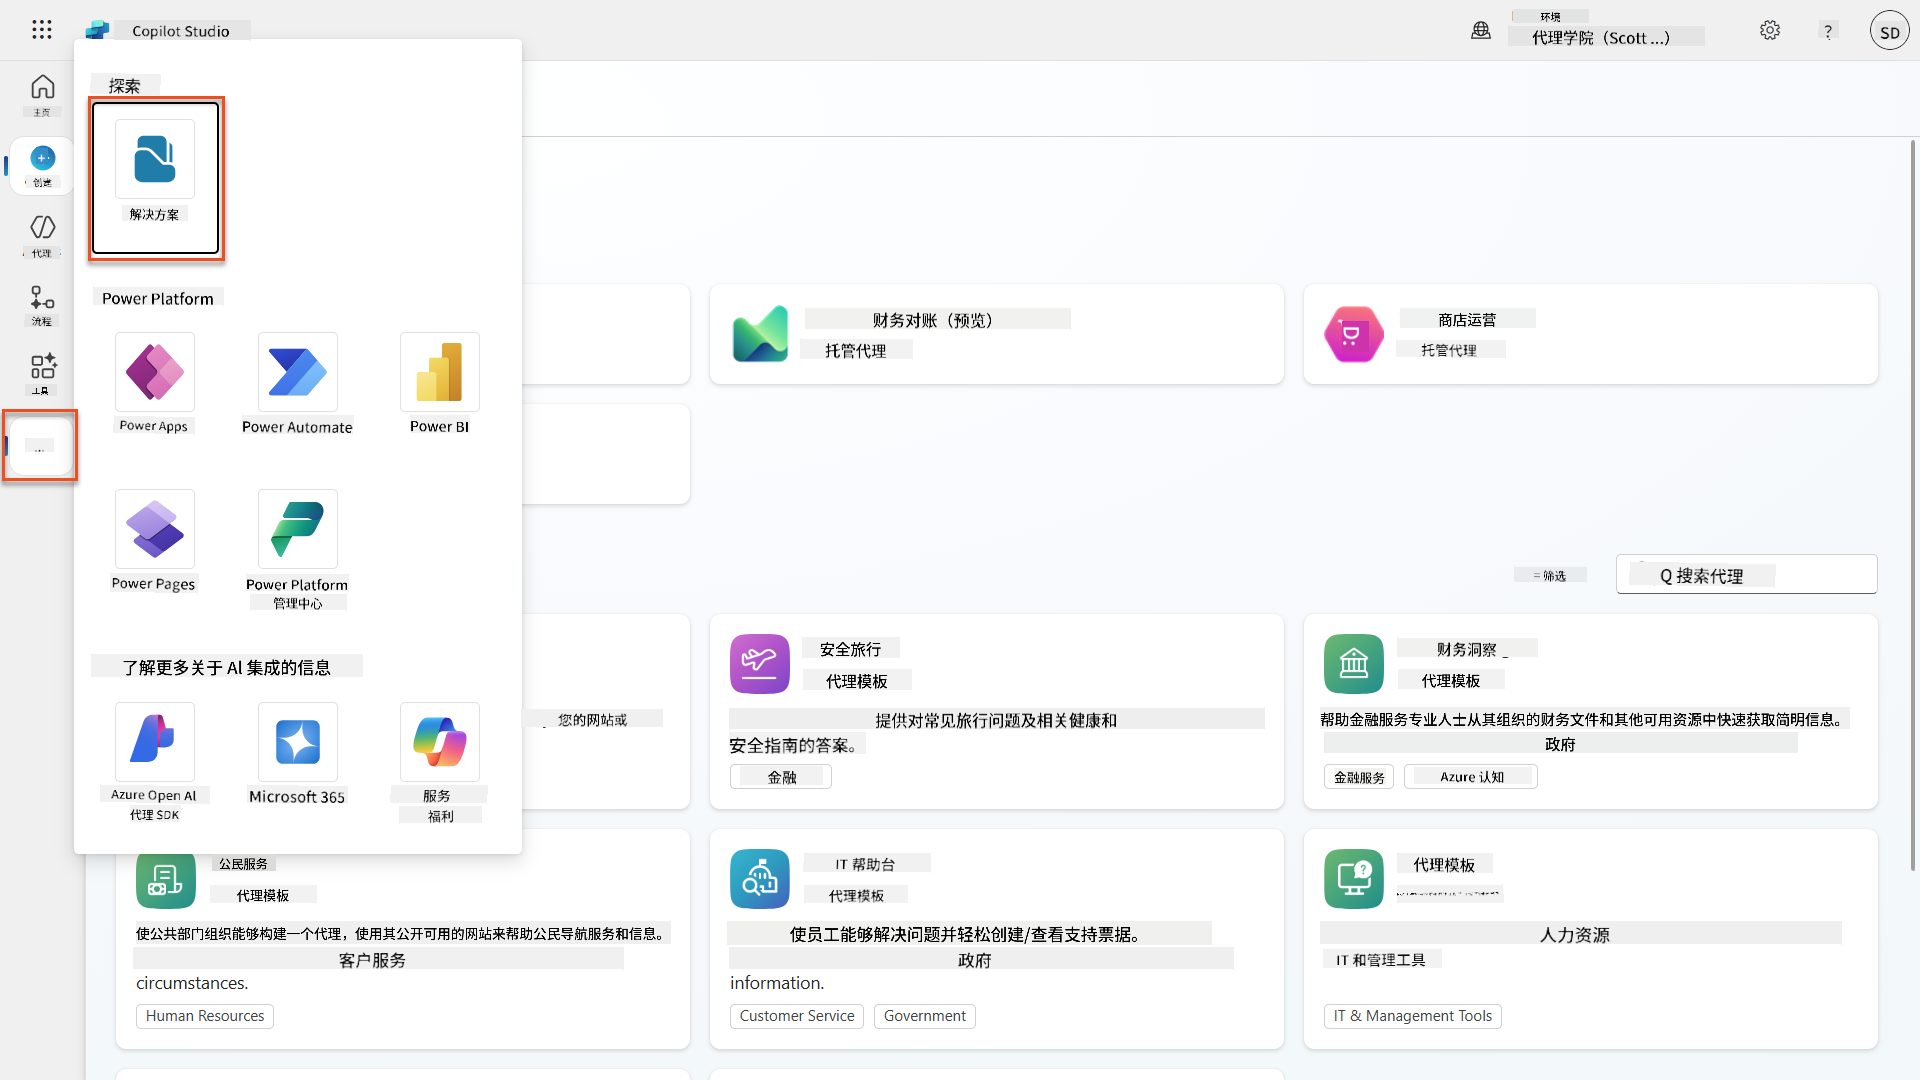 Copilot Studio
环境
代理学院（Scott ...）
?
SD
主页
创建
代理
流程
工具
...
探索
解决方案
Power Platform
Power Apps
Power Automate
Power BI
Power Pages
Power Platform
管理中心
了解更多关于 Al 集成的信息
Azure Open Al
代理 SDK
Microsoft 365
服务
福利
财务对账（预览）
托管代理
商店运营
托管代理
= 筛选
Q 搜索代理
您的网站或
安全旅行
代理模板
提供对常见旅行问题及相关健康和
安全指南的答案。
金融
财务洞察
代理模板
帮助金融服务专业人士从其组织的财务文件和其他可用资源中快速获取简明信息。
政府
金融服务
Azure 认知
公民服务
代理模板
使公共部门组织能够构建一个代理，使用其公开可用的网站来帮助公民导航服务和信息。
客户服务
circumstances.
Human Resources
IT 帮助台
代理模板
使员工能够解决问题并轻松创建/查看支持票据。
政府
information.
Customer Service
Government
代理模板
人力资源
IT 和管理工具
IT & Management Tools